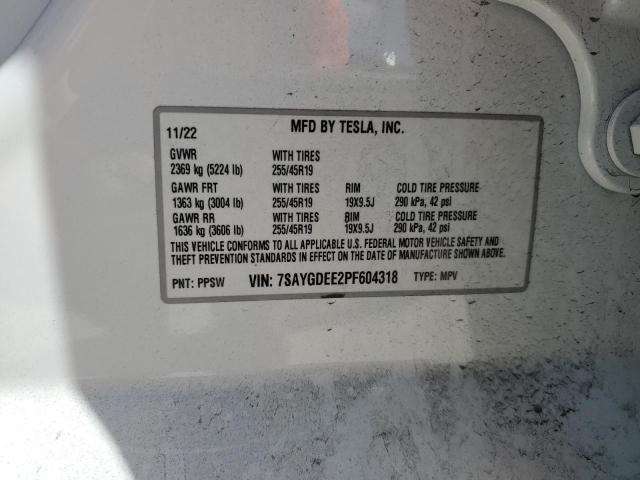 11/22 MFD BY TESLA, INC.
GVWR WITH TIRES
2369 kg (5224 lb) 255/45R19
GAWR FRT WITH TIRES RIM COLD TIRE PRESSURE
1363 kg (3004 lb) 255/45R19 19X9.5J 290 kPa, 42 psi
GAWR RR WITH TIRES RIM COLD TIRE PRESSURE
1636 kg (3606 lb) 255/45R19 19X9.5J 290 kPa, 42 psi
THIS VEHICLE CONFORMS TO ALL APPLICABLE U.S. FEDERAL MOTOR VEHICLE SAFETY AND
THEFT PREVENTION STANDARDS IN EFFECT ON THE DATE OF MANUFACTURE SHOWN ABOVE.
PNT: PPSW VIN: 7SAYGDEE2PF604318 TYPE: MPV